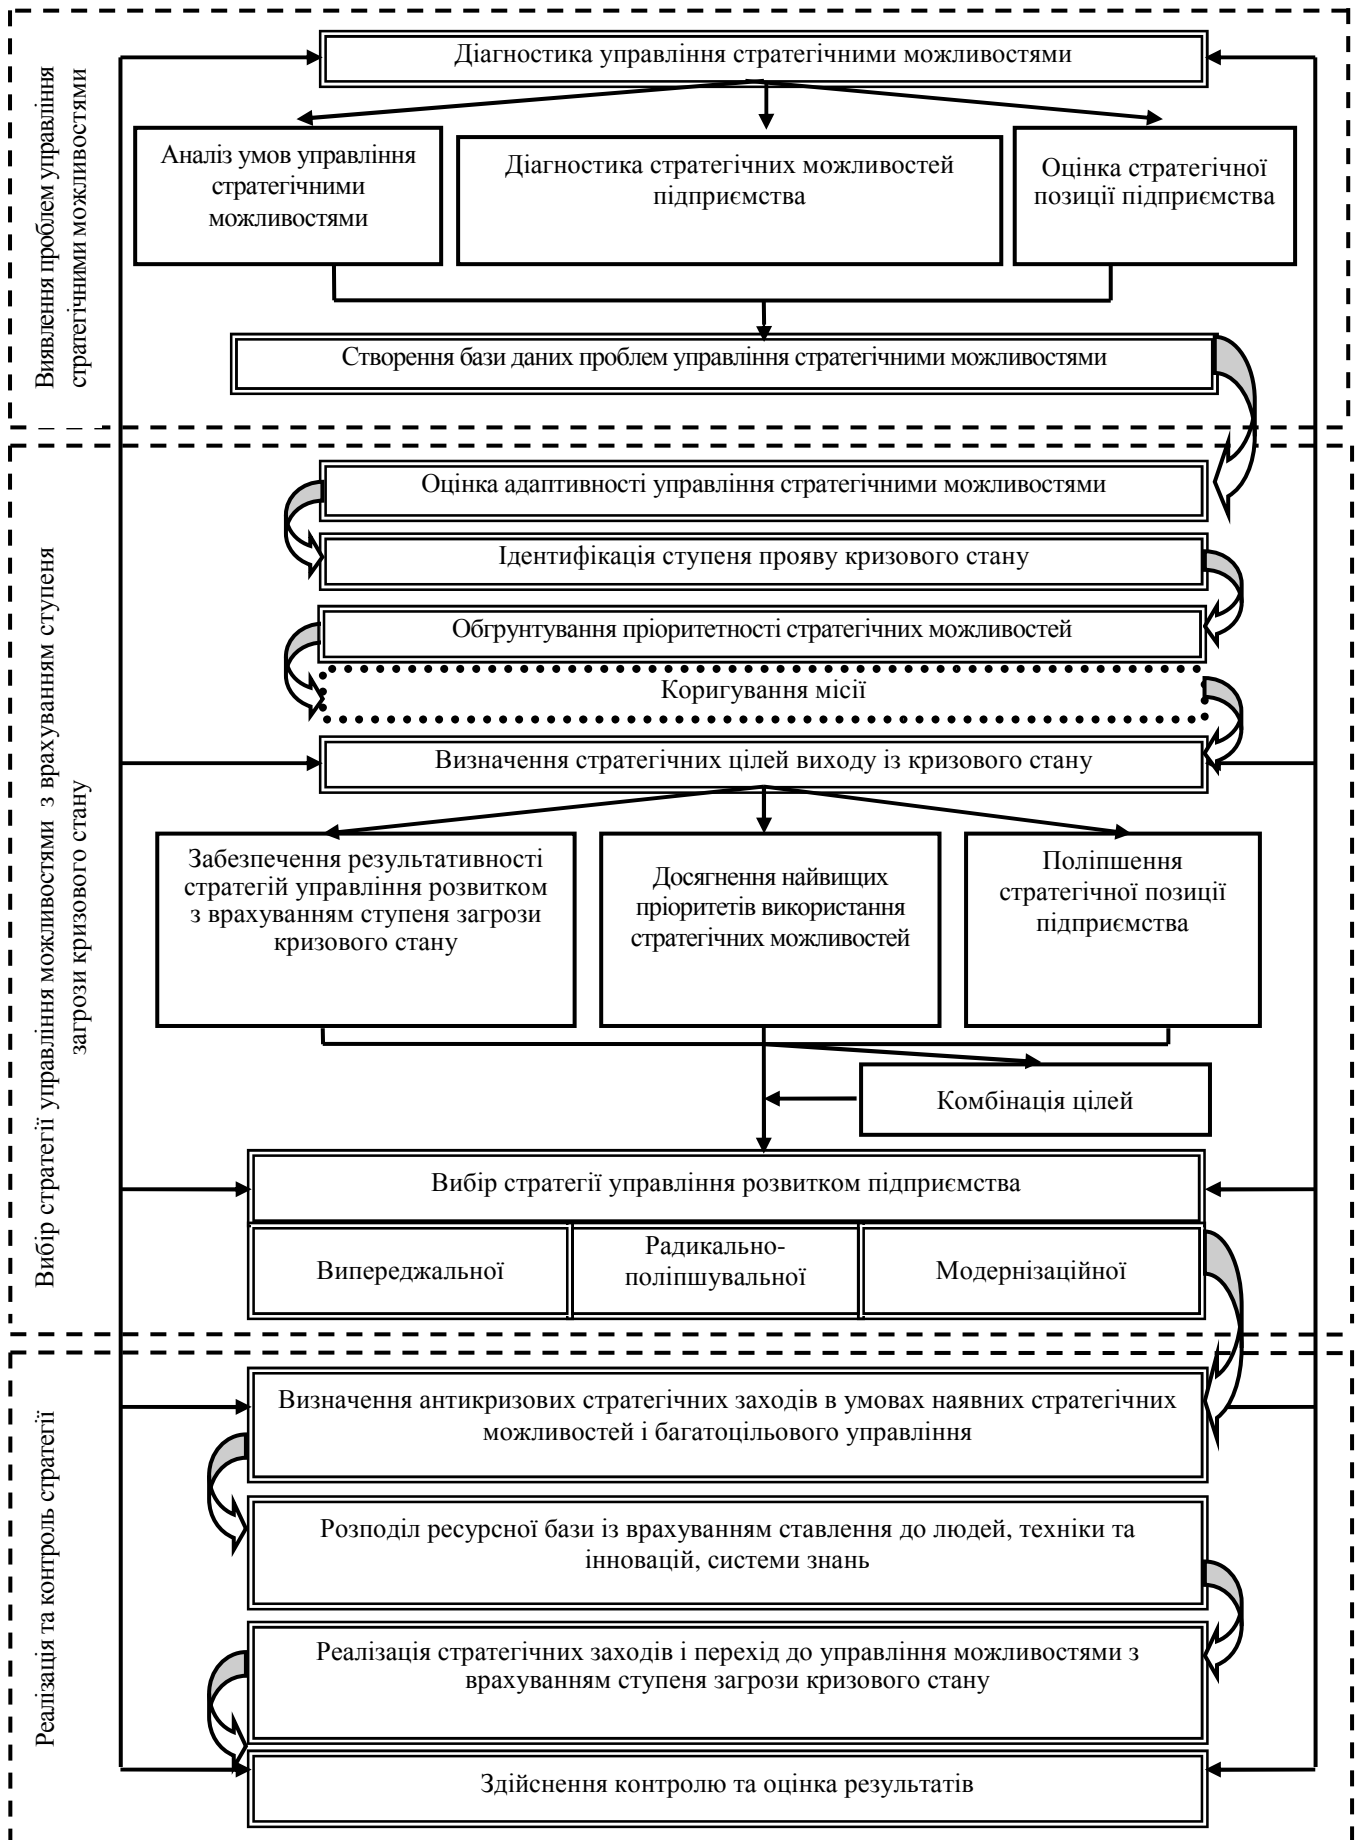 Виявлення проблем управління
стратегічними можливостями
Діагностика управління стратегічними можливостями
Аналіз умов управління
стратегічними
можливостями
Діагностика стратегічних можливостей
підприємства
Оцінка стратегічної
позиції підприємства
Створення бази даних проблем управління стратегічними можливостями
Вибір стратегії управління можливостями з врахуванням ступеня
загрози кризового стану
Оцінка адаптивності управління стратегічними можливостями
Ідентифікація ступеня прояву кризового стану
Обгрунтування пріоритетності стратегічних можливостей
Коригування місії
Визначення стратегічних цілей виходу із кризового стану
Забезпечення результативності
стратегій управління розвитком
з врахуванням ступеня загрози
кризового стану
Досягнення найвищих
пріоритетів використання
стратегічних можливостей
Поліпшення
стратегічної позиції
підприємства
Комбінація цілей
Вибір стратегії управління розвитком підприємства
Випереджальної
Радикально-
поліпшувальної
Модернізаційної
Реалізація та контроль стратегії
Визначення антикризових стратегічних заходів в умовах наявних стратегічних
можливостей і багатоцільового управління
Розподіл ресурсної бази із врахуванням ставлення до людей, техніки та
інновацій, системи знань
Реалізація стратегічних заходів і перехід до управління можливостями з
врахуванням ступеня загрози кризового стану
Здійснення контролю та оцінка результатів